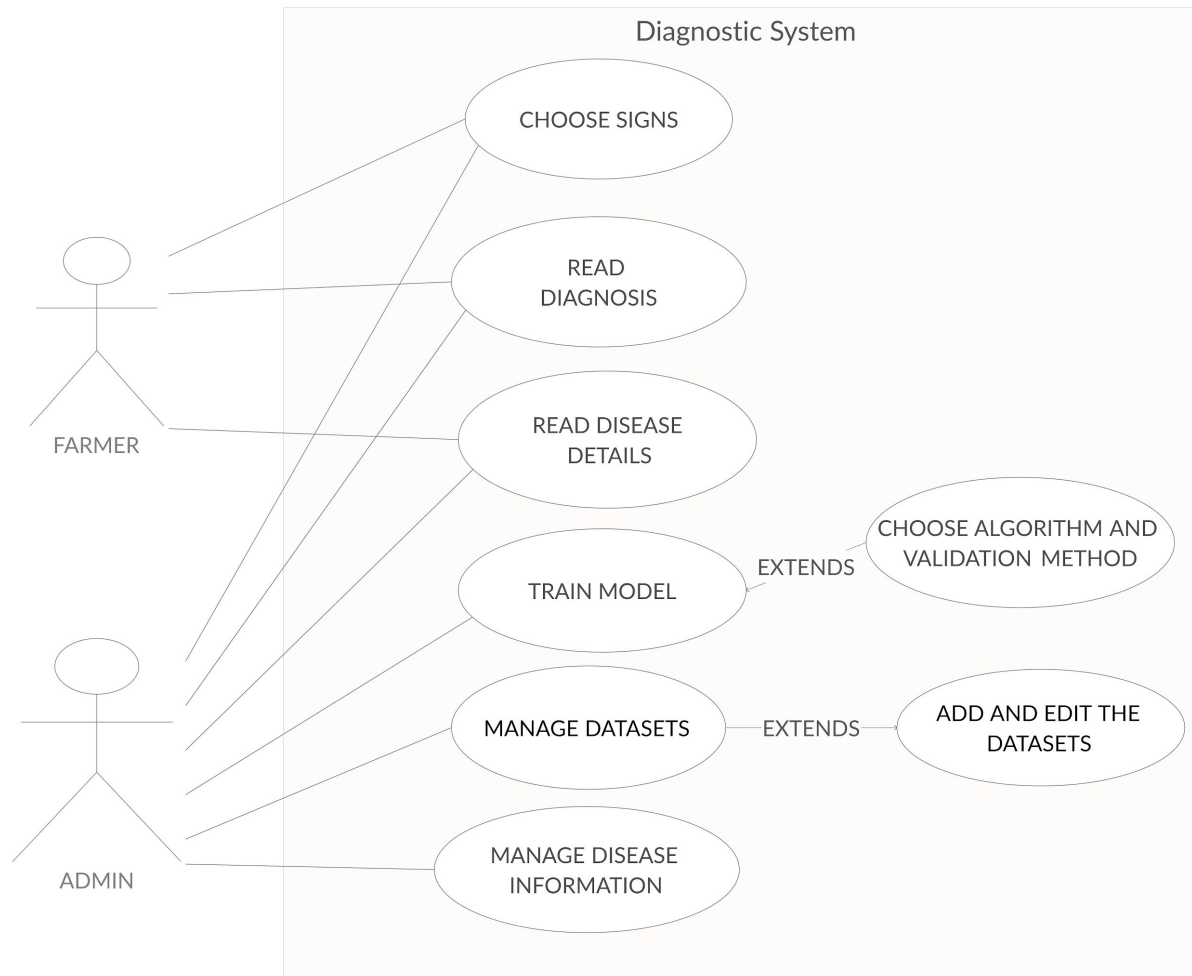 Diagnostic System
CHOOSE SIGNS
READ
DIAGNOSIS
FARMER
READ DISEASE
DETAILS
CHOOSE ALGORITHM AND
VALIDATION METHOD
EXTENDS
TRAIN MODEL
MANAGE DATASETS
EXTENDS
ADD AND EDIT THE
DATASETS
MANAGE DISEASE
INFORMATION
ADMIN